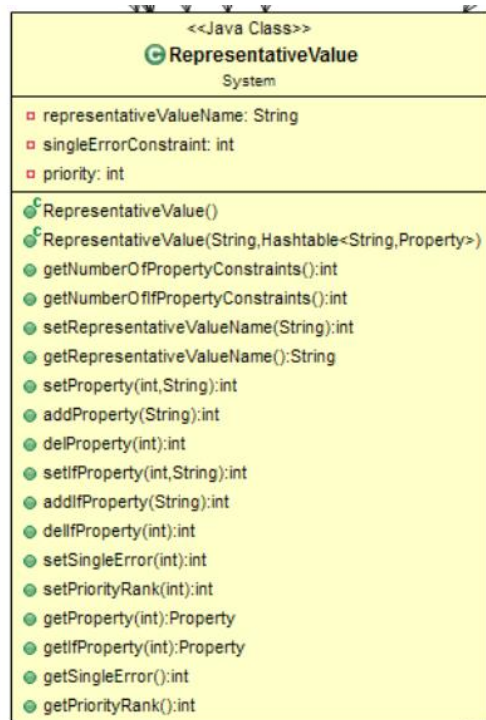 <<Java Class>>
RepresentativeValue
System
representativeValueName: String
singleErrorConstraint: int
priority: int
RepresentativeValue()
RepresentativeValue(String,Hashtable<String,Property>)
getNumberOfPropertyConstraints():int
getNumberOfIfPropertyConstraints():int
setRepresentativeValueName(String):int
getRepresentativeValueName():String
setProperty(int,String):int
addProperty(String):int
delProperty(int):int
setIfProperty(int,String):int
addIfProperty(String):int
delIfProperty(int):int
setSingleError(int):int
setPriorityRank(int):int
getProperty(int):Property
getIfProperty(int):Property
getSingleError():int
getPriorityRank():int